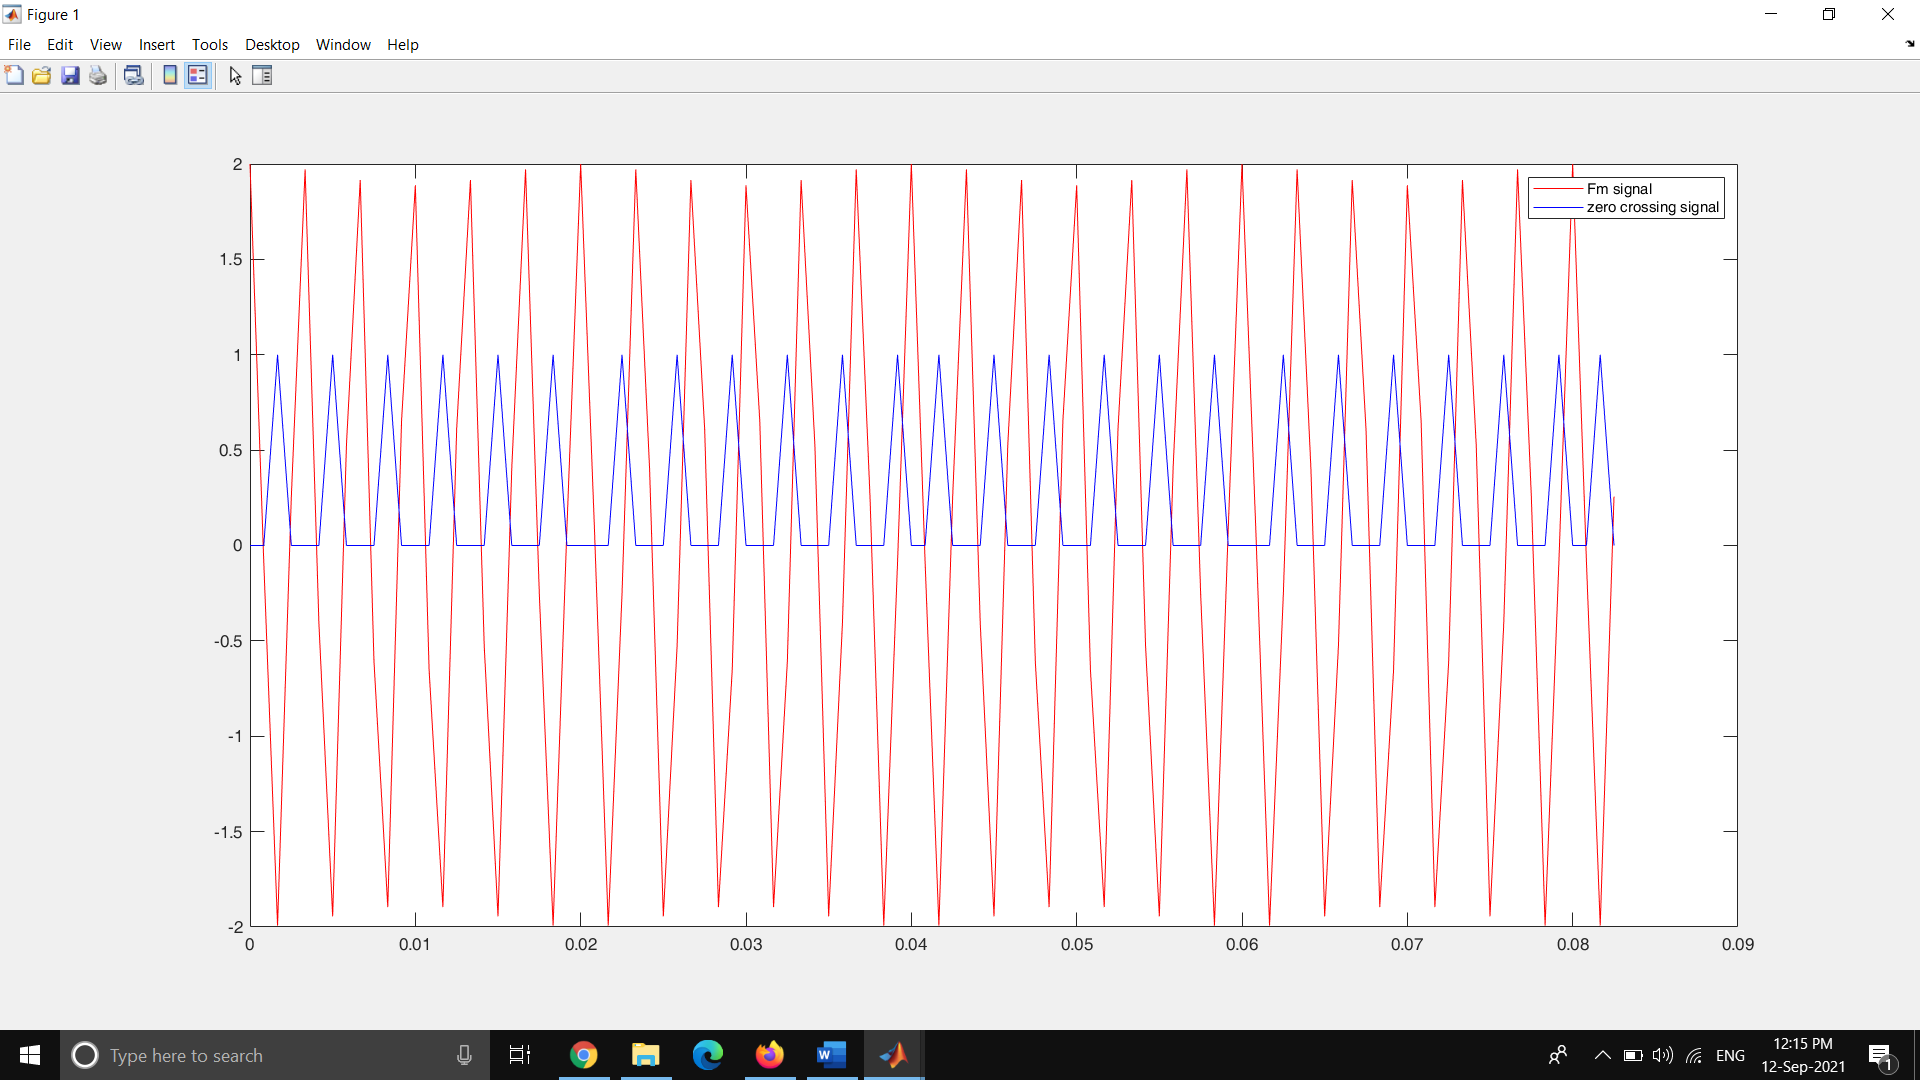 Figure 1
File Edit View Insert Tools Desktop Window Help
Fm signal
zero crossing signal
2
1.5
1
0.5
0
-0.5
-1
-1.5
-2
0 0.01 0.02 0.03 0.04 0.05 0.06 0.07 0.08 0.09
Type here to search
W
ENG
12:15 PM
12-Sep-2021
1